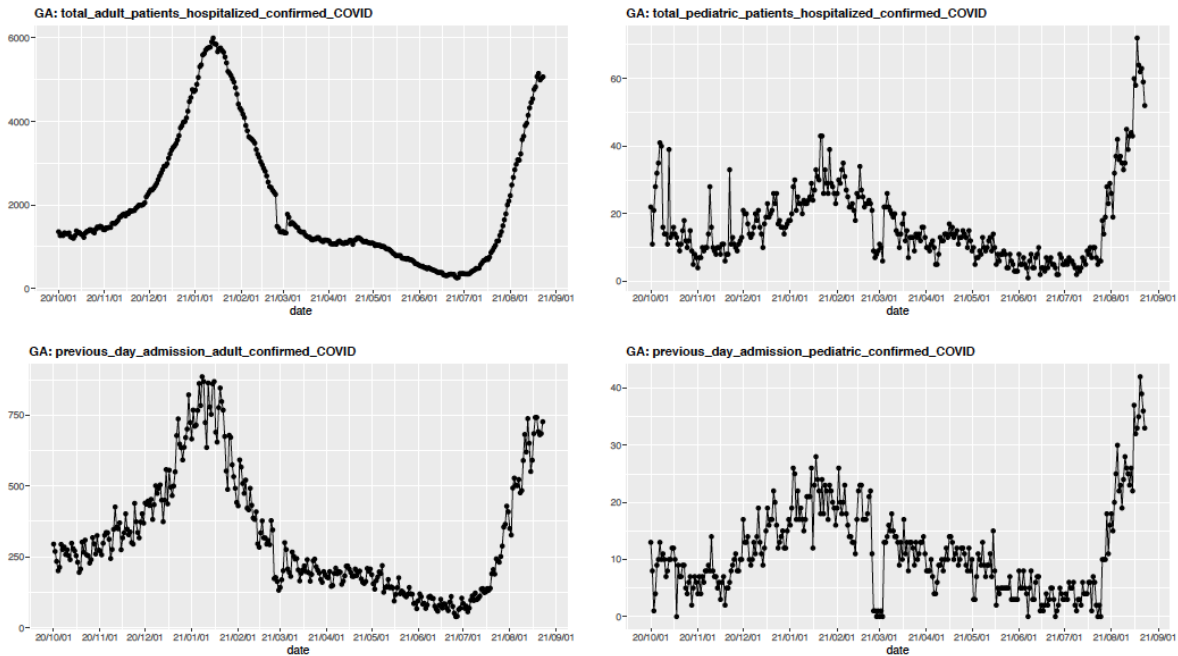 GA: total_adult_patients_hospitalized_confirmed_COVID
6000
4000
2000
0
20/10/01 20/11/01 20/12/01 21/01/01 21/02/01 21/03/01 21/04/01 21/05/01 21/06/01 21/07/01 21/08/01 21/09/01
date
GA: total_pediatric_patients_hospitalized_confirmed_COVID
60
40
20
0
20/10/01 20/11/01 20/12/01 21/01/01 21/02/01 21/03/01 21/04/01 21/05/01 21/06/01 21/07/01 21/08/01 21/09/01
date
GA: previous_day_admission_adult_confirmed_COVID
750
500
250
0
20/10/01 20/11/01 20/12/01 21/01/01 21/02/01 21/03/01 21/04/01 21/05/01 21/06/01 21/07/01 21/08/01 21/09/01
date
GA: previous_day_admission_pediatric_confirmed_COVID
40
30
20
10
0
20/10/01 20/11/01 20/12/01 21/01/01 21/02/01 21/03/01 21/04/01 21/05/01 21/06/01 21/07/01 21/08/01 21/09/01
date